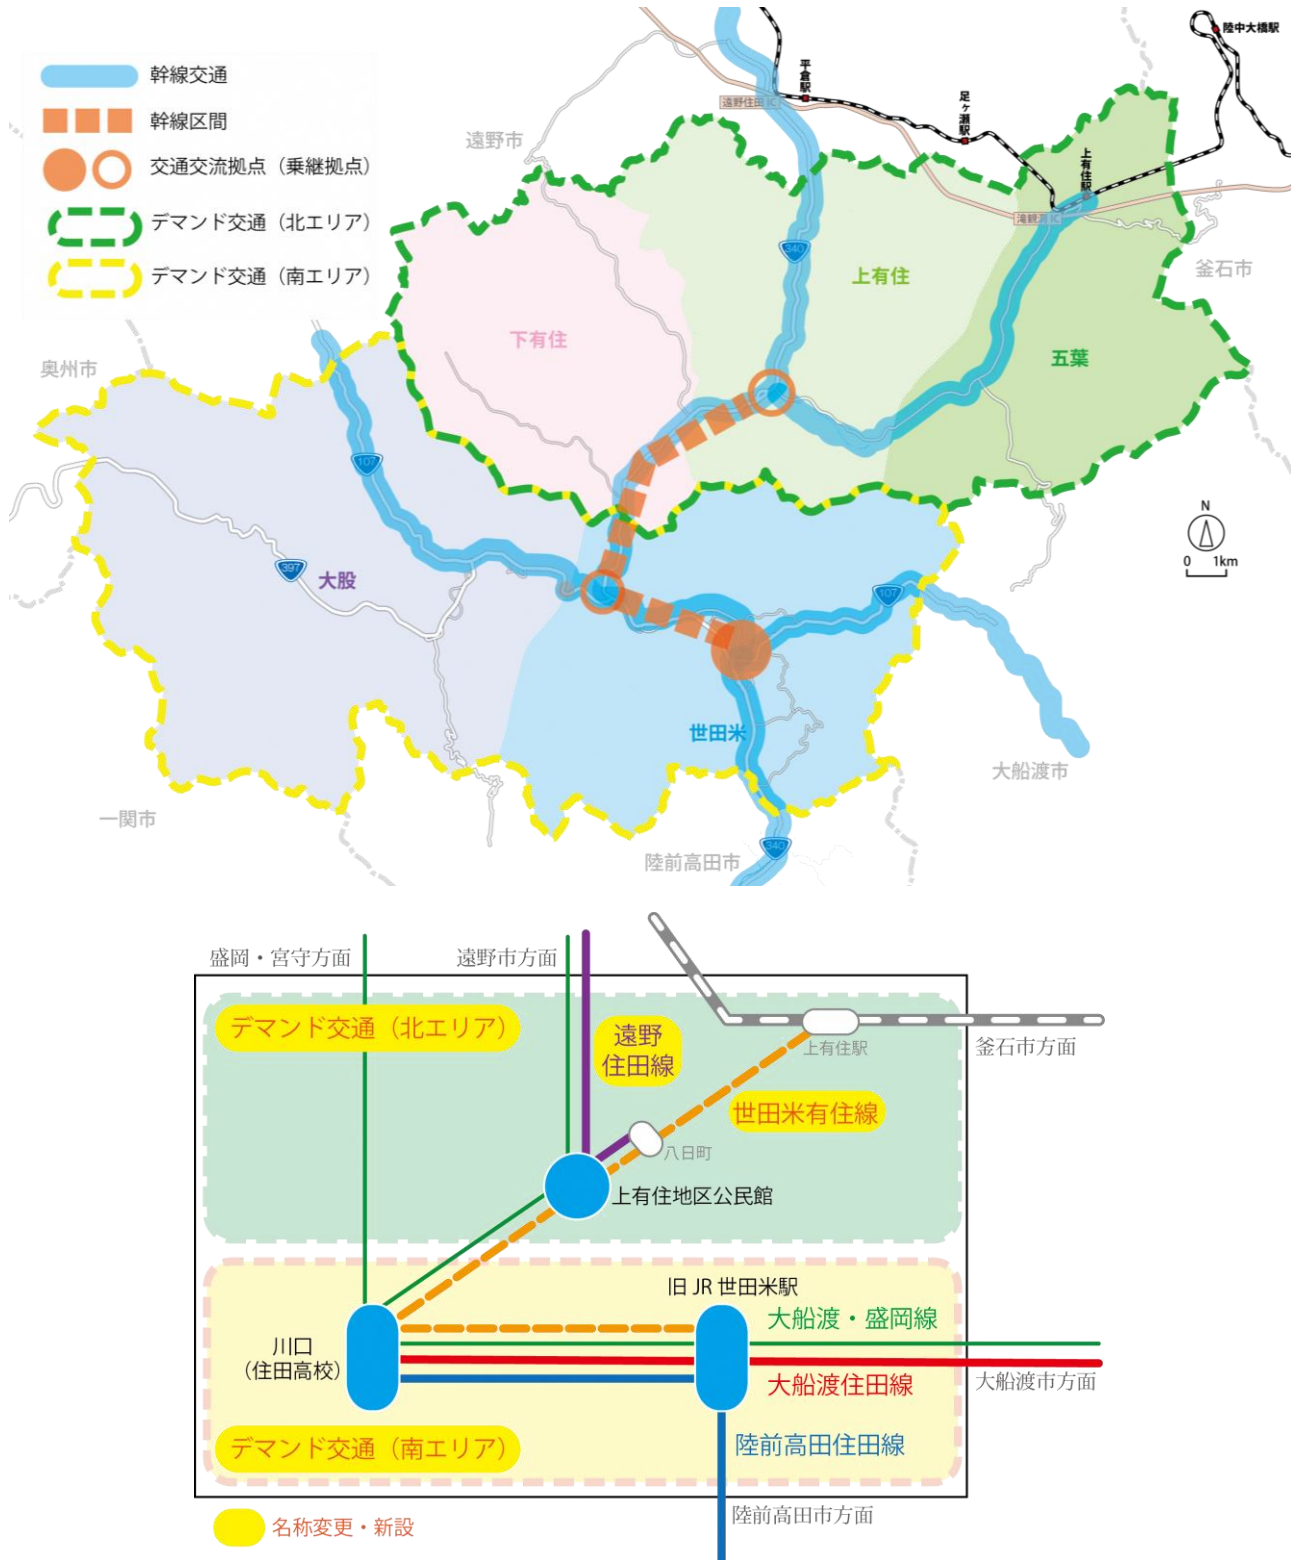 幹線交通
幹線区間
交通交流拠点（乗継拠点）
デマンド交通（北エリア）
デマンド交通（南エリア）
陸中大橋駅
平倉駅
遠野住田IC
足ヶ瀬駅
遠野市
上有住駅
滝観洞IC
340
上有住
釜石市
下有住
五葉
奥州市
107
N
0 1km
397
大股
107
世田米
大船渡市
一関市
340
陸前高田市
盛岡・宮守方面
遠野市方面
デマンド交通（北エリア）
遠野
住田線
上有住駅
釜石市方面
世田米有住線
八日町
上有住地区公民館
旧 JR 世田米駅
大船渡・盛岡線
川口
（住田高校）
大船渡住田線
大船渡市方面
デマンド交通（南エリア）
陸前高田住田線
陸前高田市方面
名称変更・新設